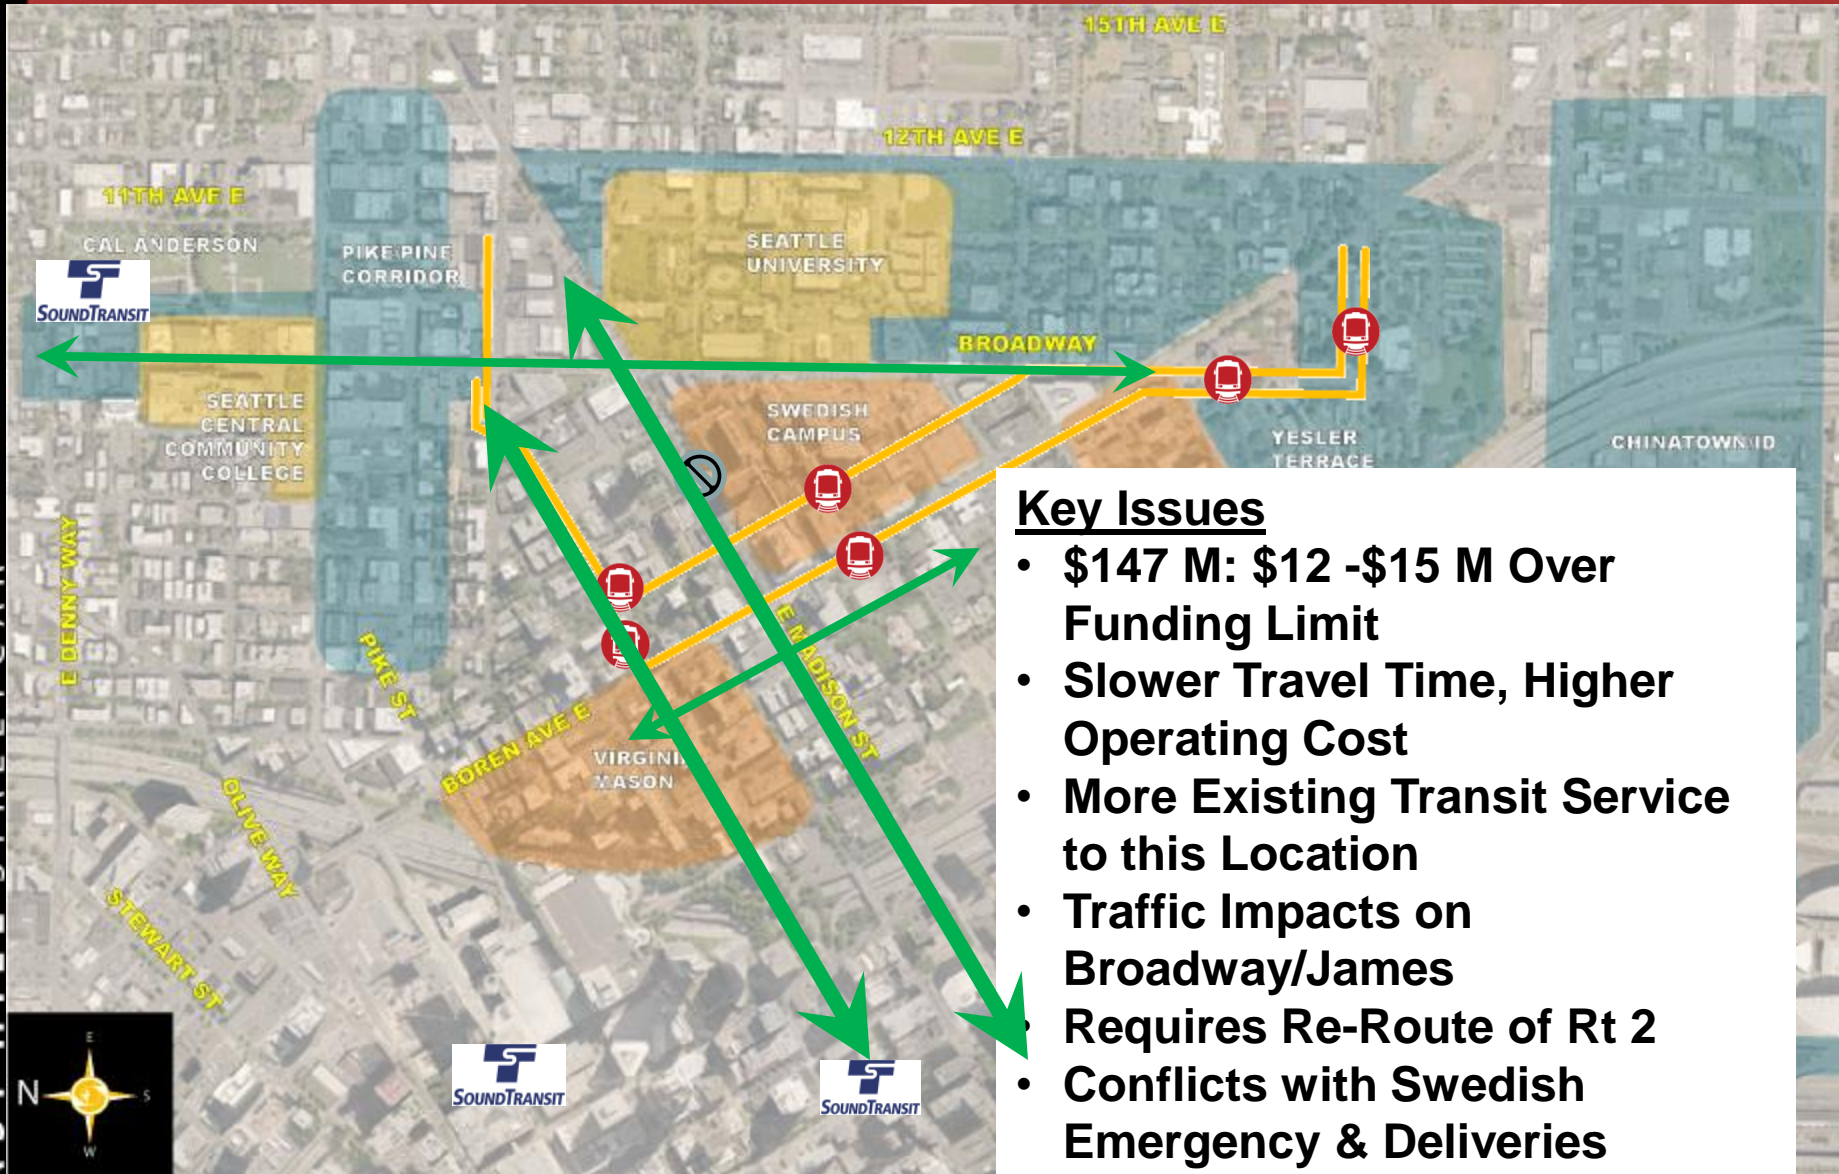 15TH AVE E
12TH AVE E
11TH AVE E
CAL ANDERSON
SOUNDTRANSIT
PIKE/PINE
CORRIDOR
SEATTLE
UNIVERSITY
BROADWAY
SEATTLE
CENTRAL
COMMUNITY
COLLEGE
SWEDISH
CAMPUS
YESLER
TERRACE
CHINATOWN/ID
E DENNY WAY
PIKE ST
BOREN AVE E
E MADISON ST
VIRGINIA
MASON
OLIVE WAY
STEWART ST
SOUNDTRANSIT
SOUNDTRANSIT
E
N
S
W
Key Issues
• $147 M: $12 -$15 M Over
Funding Limit
• Slower Travel Time, Higher
Operating Cost
• More Existing Transit Service
to this Location
• Traffic Impacts on
Broadway/James
• Requires Re-Route of Rt 2
• Conflicts with Swedish
Emergency & Deliveries